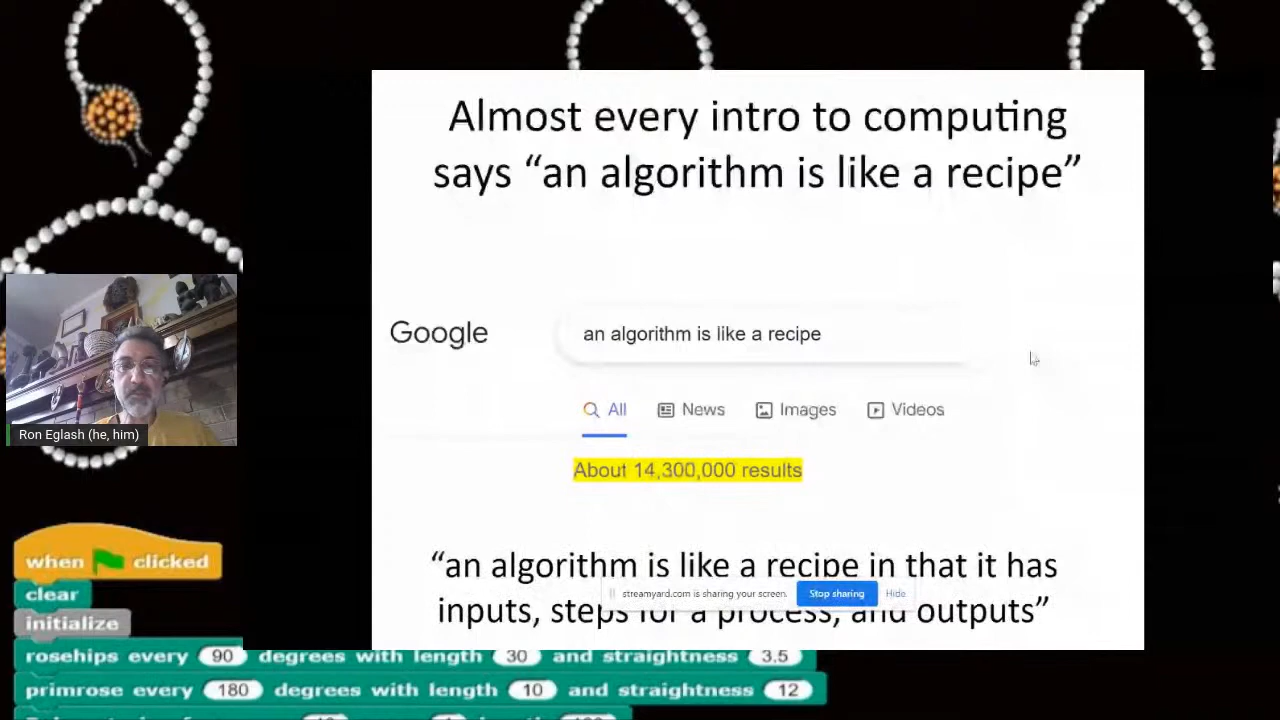 Almost every intro to computing
says “an algorithm is like a recipe”
Google
an algorithm is like a recipe
All
News
Images
Videos
About 14,300,000 results
Ron Eglash (he, him)
“an algorithm is like a recipe in that it has
streamyard.com is sharing your screen.
Stop sharing
Hide
inputs, steps for a process, and outputs”
when clicked
clear
initialize
rosehips every 90 degrees with length 30 and straightness 3.5
primrose every 180 degrees with length 10 and straightness 12